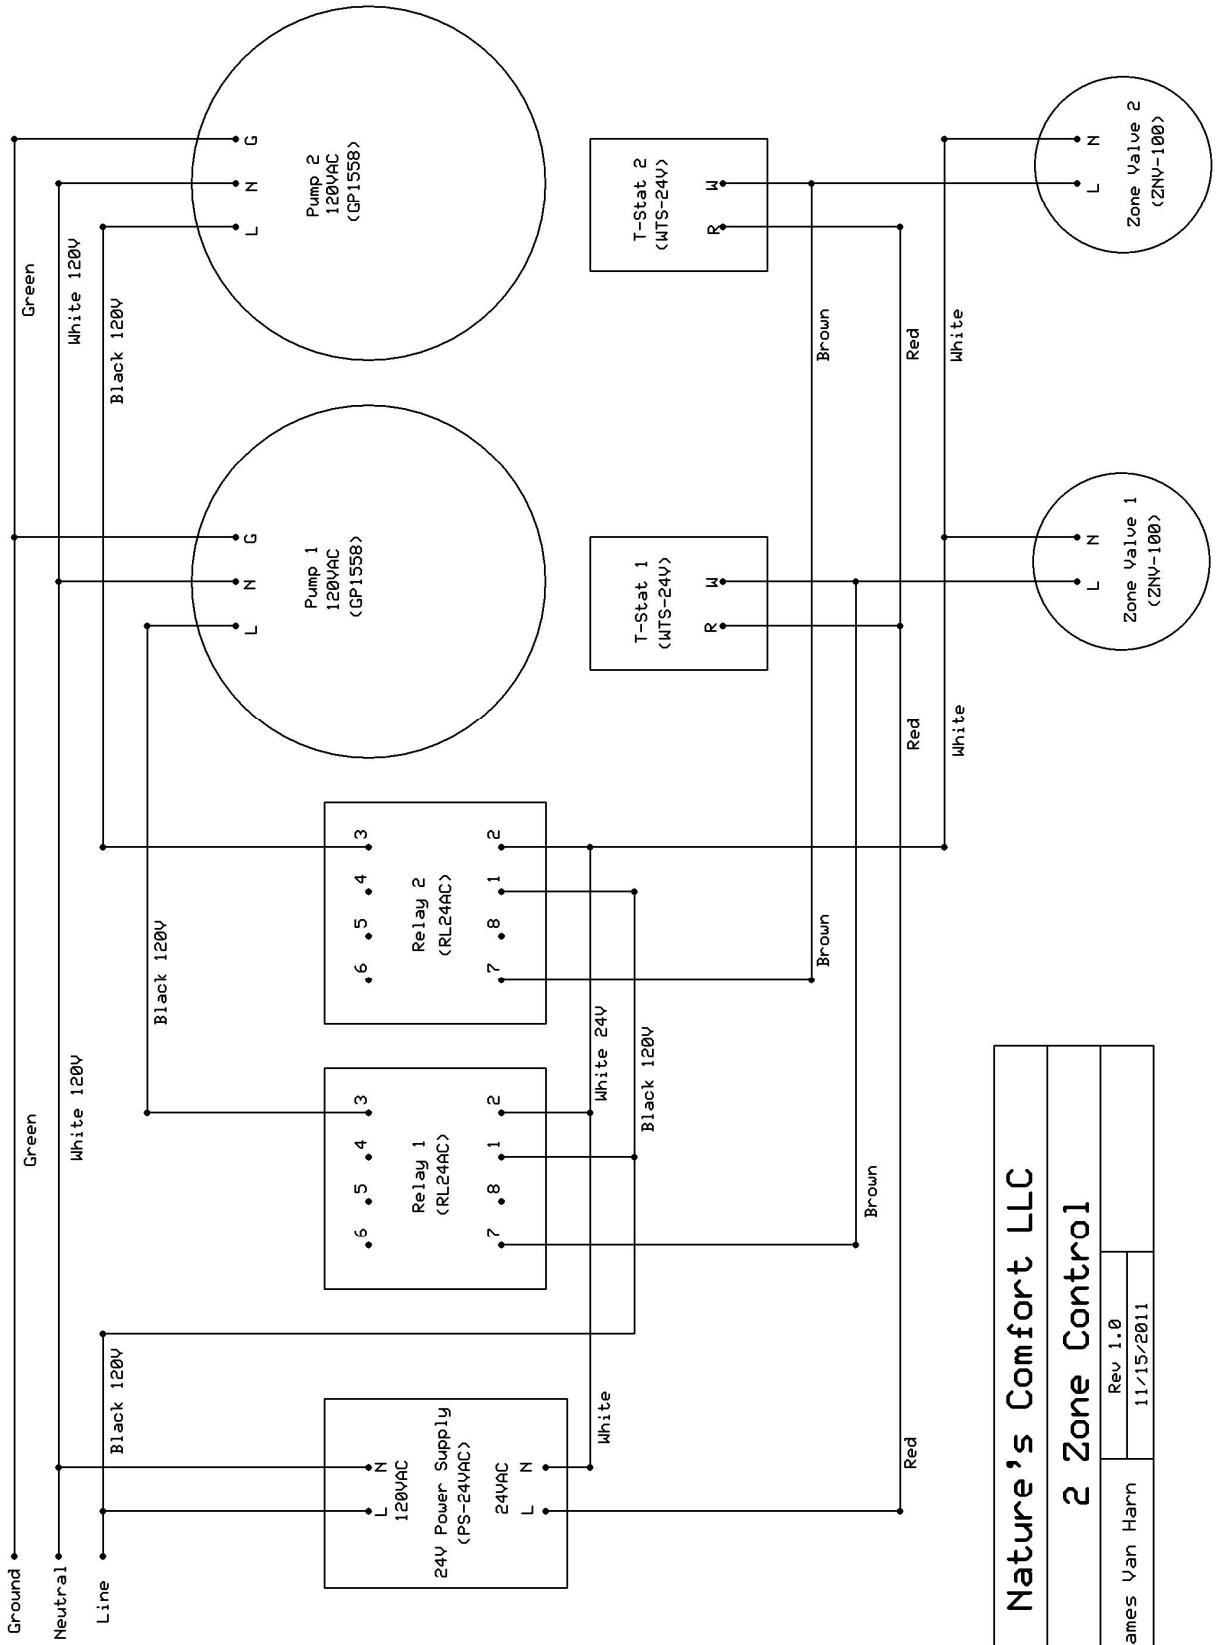 Ground
Neutral
Line
Green
Green
White 120V
White 120V
Black 120V
Black 120V
Black 120V
L N
120VAC
24V Power Supply
(PS-24VAC)
24VAC
L N
White
6 5 4 3
Relay 1
(RL24AC)
7 8 1 2
6 5 4 3
Relay 2
(RL24AC)
7 8 1 2
White 24V
Black 120V
L N G
Pump 1
120VAC
(GP1558)
L N G
Pump 2
120VAC
(GP1558)
T-Stat 1
(WTS-24V)
R W
T-Stat 2
(WTS-24V)
R W
Brown
Brown
Brown
Red
Red
Red
White
White
L N
Zone Valve 1
(ZNV-100)
L N
Zone Valve 2
(ZNV-100)
Nature's Comfort LLC
2 Zone Control
ames Van Harn
Rev 1.0
11/15/2011